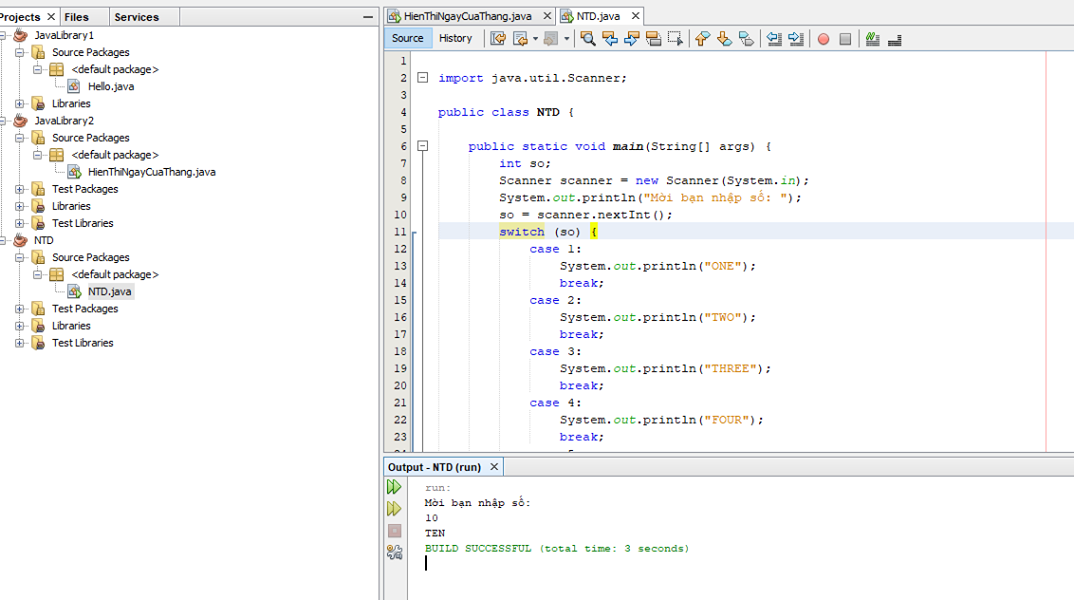 Projects Files Services
JavaLibrary1
Source Packages
<default package>
Hello.java
Libraries
JavaLibrary2
Source Packages
<default package>
HienThiNgayCuaThang.java
Test Packages
Libraries
Test Libraries
NTD
Source Packages
<default package>
NTD.java
Test Packages
Libraries
Test Libraries
HienThiNgayCuaThang.java NTD.java
Source History
1
2 import java.util.Scanner;
3
4 public class NTD {
5
6 public static void main(String[] args) {
7 int so;
8 Scanner scanner = new Scanner(System.in);
9 System.out.println("Mời bạn nhập số: ");
10 so = scanner.nextInt();
11 switch (so) {
12 case 1:
13 System.out.println("ONE");
14 break;
15 case 2:
16 System.out.println("TWO");
17 break;
18 case 3:
19 System.out.println("THREE");
20 break;
21 case 4:
22 System.out.println("FOUR");
23 break;
Output - NTD (run)
run:
Mời bạn nhập số:
10
TEN
BUILD SUCCESSFUL (total time: 3 seconds)